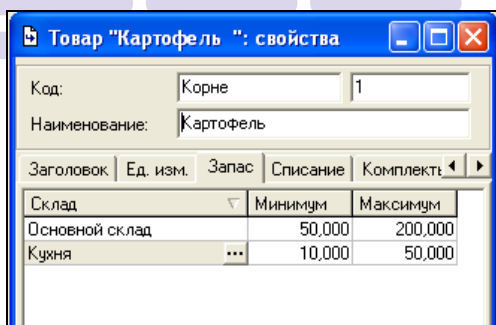 Товар "Картофель ": свойства
Код: Корне 1
Наименование: Картофель
Заголовок Ед. изм. Запас Списание Комплекты
Склад Минимум Максимум
Основной склад 50,000 200,000
Кухня ... 10,000 50,000